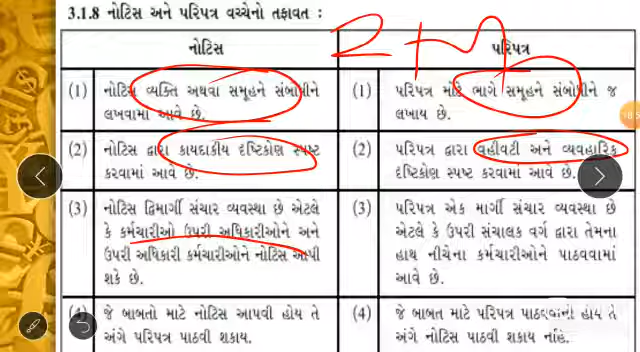 3.1.8 નોટિસ અને પરિપત્ર વચ્ચેનો તફાવત :
2+M
નોટિસ
પરિપત્ર
(1) નોટિસ વ્યક્તિ અથવા સમૂહને સંબોધીને
લખવામાં આવે છે.
(1) પરિપત્ર મોટે ભાગે સમૂહને સંબોધીને જ
લખાય છે.
(2) નોટિસ દ્વારા કાયદાકીય દૃષ્ટિકોણ સ્પષ્ટ
કરવામાં આવે છે.
(2) પરિપત્ર દ્વારા વહીવટી અને વ્યવહારિક
દૃષ્ટિકોણ સ્પષ્ટ કરવામાં આવે છે.
(3) નોટિસ દ્વિમાર્ગી સંચાર વ્યવસ્થા છે એટલે
કે કર્મચારીઓ ઉપરી અધિકારીઓને અને
ઉપરી અધિકારી કર્મચારીઓને નોટિસ આપી
શકે છે.
(3) પરિપત્ર એક માર્ગી સંચાર વ્યવસ્થા છે
એટલે કે ઉપરી સંચાલક વર્ગ દ્વારા તેમના
હાથ નીચેના કર્મચારીઓને પાઠવવામાં
આવે છે.
(4) જે બાબતો માટે નોટિસ આપવી હોય તે
અંગે પરિપત્ર પાઠવી શકાય.
(4) જે બાબત માટે પરિપત્ર પાઠવવાનો હોય તે
અંગે નોટિસ પાઠવી શકાય નહિ.